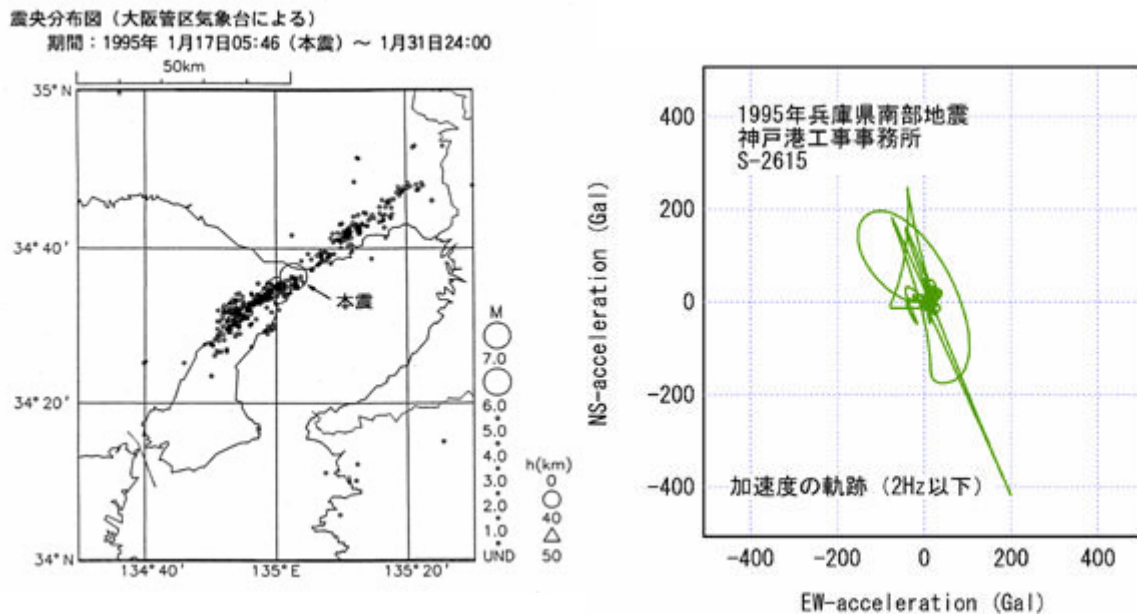 震央分布図（大阪管区気象台による）
期間：1995年 1月17日05:46（本震）～ 1月31日24:00
50km
35°N
34°40'
34°20'
34°N
134°40'
135°E
135°20'
本震
M
7.0
6.0
5.0
4.0
3.0
2.0
1.0
UND
h(km)
0
40
50
1995年兵庫県南部地震
神戸港工事事務所
S-2615
加速度の軌跡（2Hz以下）
NS-acceleration (Gal)
400
200
0
-200
-400
-400
-200
0
200
400
EW-acceleration (Gal)